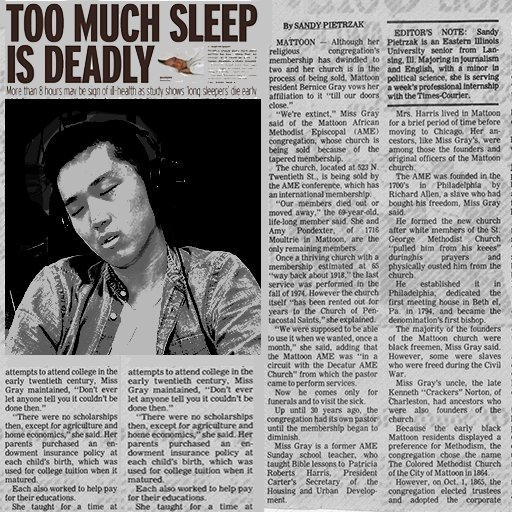 TOO MUCH SLEEP
IS DEADLY
More than 8 hours may be sign of ill-health as study shows 'long sleepers' die early
attempts to attend college in the
early twentieth century, Miss
Gray maintained, "Don't ever
let anyone tell you it couldn't be
done then."
"There were no scholarships
then, except for agriculture and
home economics," she said. Her
parents purchased an en-
dowment insurance policy at
each child's birth, which was
used for college tuition when it
matured.
Each also worked to help pay
for their educations.
She taught for a time at
attempts to attend college in the
early twentieth century, Miss
Gray maintained, "Don't ever
let anyone tell you it couldn't be
done then."
"There were no scholarships
then, except for agriculture and
home economics," she said. Her
parents purchased an en-
dowment insurance policy at
each child's birth, which was
used for college tuition when it
matured.
Each also worked to help pay
for their educations.
She taught for a time at
By SANDY PIETRZAK
MATTOON — Although her
religious congregation's
membership has dwindled to
two and her church is in the
process of being sold, Mattoon
resident Bernice Gray vows her
affiliation to it "till our doors
close."
"We're extinct," Miss Gray
said of the Mattoon African
Methodist Episcopal (AME)
congregation, whose church is
being sold because of the
tapered membership.
The church, located at 523 N.
Twentieth St., is being sold by
the AME conference, which has
an international membership.
"Our members died out or
moved away," the 69-year-old,
life-long member said. She and
Amy Pondexter, of 1716
Moultrie in Mattoon, are the
only remaining members.
Once a thriving church with a
membership estimated at 65
"way back about 1918," the last
service was performed in the
fall of 1974. However the church
itself "has been rented out for
years to the Church of Pen-
tacostal Saints," she explained.
"We were supposed to be able
to use it when we wanted, once a
month," she said, adding that
the Mattoon AME was "in a
circuit with the Decatur AME
Church" from which the pastor
came to perform services.
Now he comes only for
funerals and to visit the sick.
Up until 30 years ago, the
congregation had its own pastor
until the membership began to
diminish.
Miss Gray is a former AME
Sunday school teacher, who
taught Bible lessons to Patricia
Roberts Harris, President
Carter's Secretary of the
Housing and Urban Develop-
ment.
EDITOR'S NOTE: Sandy
Pietrzak is an Eastern Illinois
University senior from Lan-
sing, Ill. Majoring in journalism
and English, with a minor in
political science, she is serving
a week's professional internship
with the Times-Courier.
Mrs. Harris lived in Mattoon
for a brief period of time before
moving to Chicago. Her an-
cestors, like Miss Gray's, were
among those the founders and
original officers of the Mattoon
church.
The AME was founded in the
1700's in Philadelphia by
Richard Allen, a slave who had
bought his freedom, Miss Gray
said.
He formed the new church
after white members of the St.
George Methodist Church
"pulled him from his knees"
during his prayers and
physically ousted him from the
church.
He established it in
Philadelphia, dedicated the
first meeting house in Beth el,
Pa. in 1794, and became the
denomination's first bishop.
The majority of the founders
of the Mattoon church were
black freemen, Miss Gray said.
However, some were slaves
who were freed during the Civil
War.
Miss Gray's uncle, the late
Kenneth "Crackers" Norton, of
Charleston, had ancestors who
were also founders of the
church.
Because the early black
Mattoon residents displayed a
preference for Methodism, the
congregation chose the name
The Colored Methodist Church
of the City of Mattoon in 1864.
However, on Oct. 1, 1865, the
congregation elected trustees
and adopted the corporate